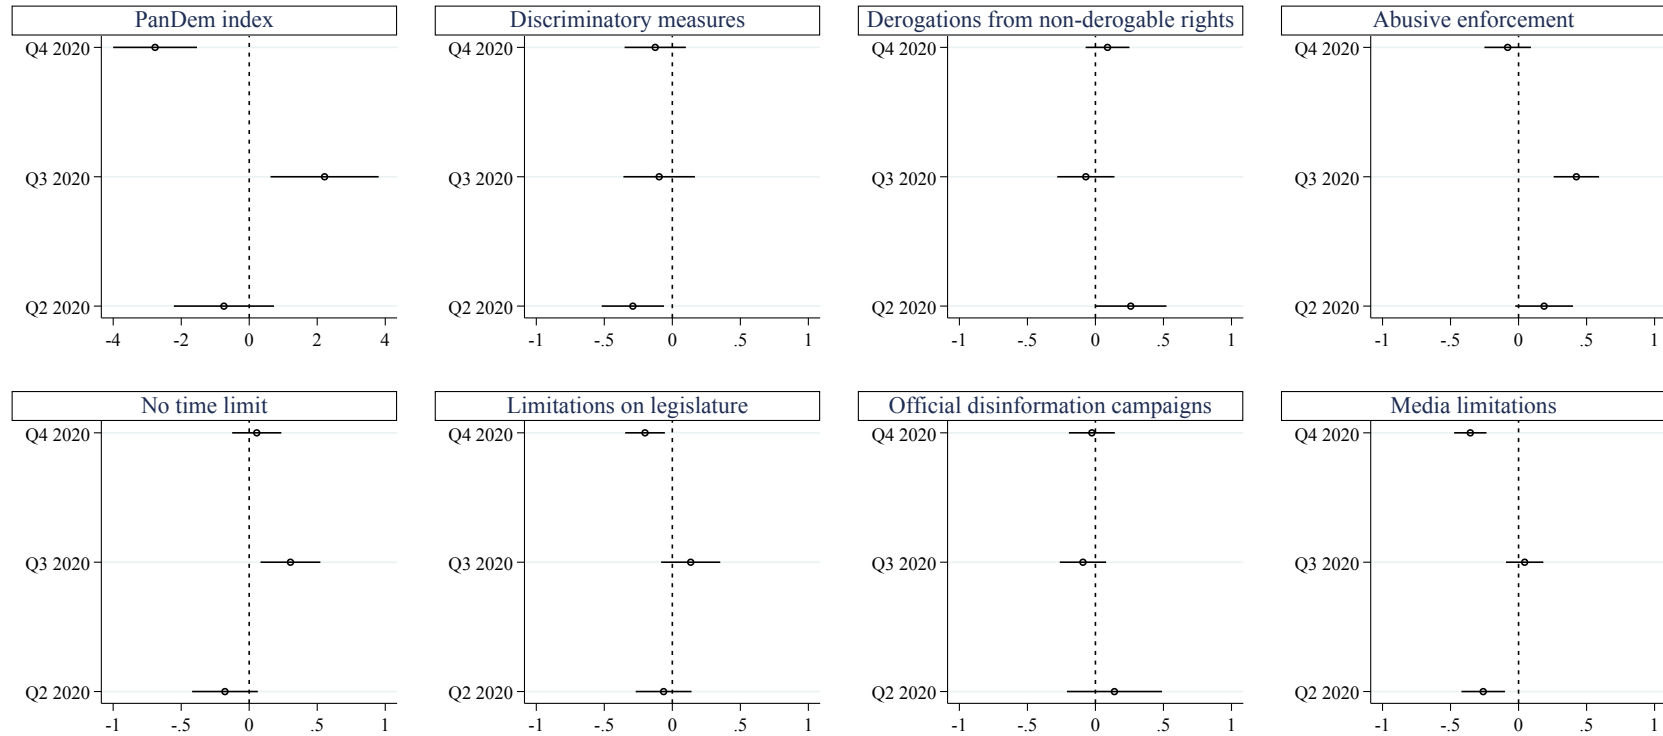 PanDem index
Q4 2020
Q3 2020
Q2 2020
-4 -2 0 2 4
Discriminatory measures
Q4 2020
Q3 2020
Q2 2020
-1 -.5 0 .5 1
Derogations from non-derogable rights
Q4 2020
Q3 2020
Q2 2020
-1 -.5 0 .5 1
Abusive enforcement
Q4 2020
Q3 2020
Q2 2020
-1 -.5 0 .5 1
No time limit
Q4 2020
Q3 2020
Q2 2020
-1 -.5 0 .5 1
Limitations on legislature
Q4 2020
Q3 2020
Q2 2020
-1 -.5 0 .5 1
Official disinformation campaigns
Q4 2020
Q3 2020
Q2 2020
-1 -.5 0 .5 1
Media limitations
Q4 2020
Q3 2020
Q2 2020
-1 -.5 0 .5 1